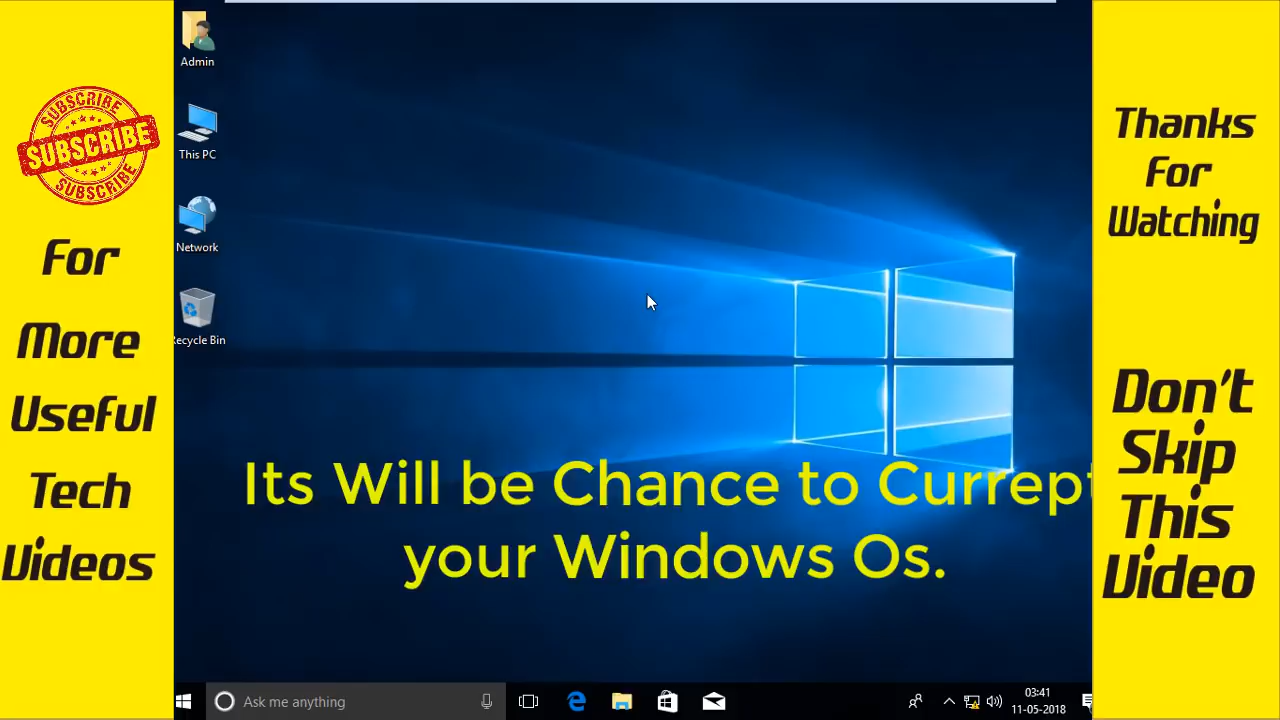 SUBSCRIBE
SUBSCRIBE
SUBSCRIBE
For
More
Useful
Tech
Videos
Admin
This PC
Network
Recycle Bin
Its Will be Chance to Currept
your Windows Os.
Ask me anything
03:41
11-05-2018
Thanks
For
Watching
Don't
Skip
This
Video